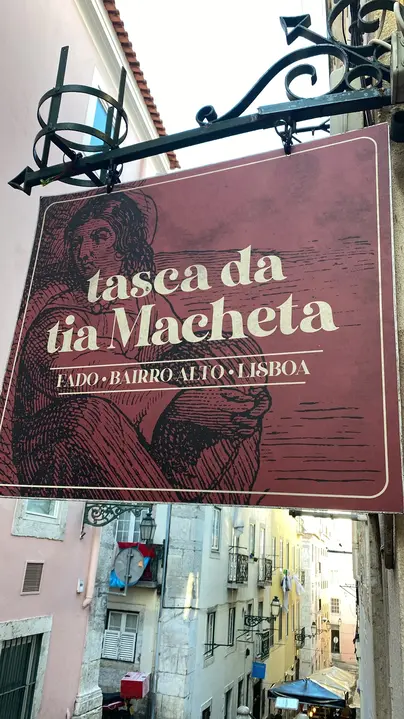 tasca da
tia Macheta
FADO • BAIRRO ALTO • LISBOA